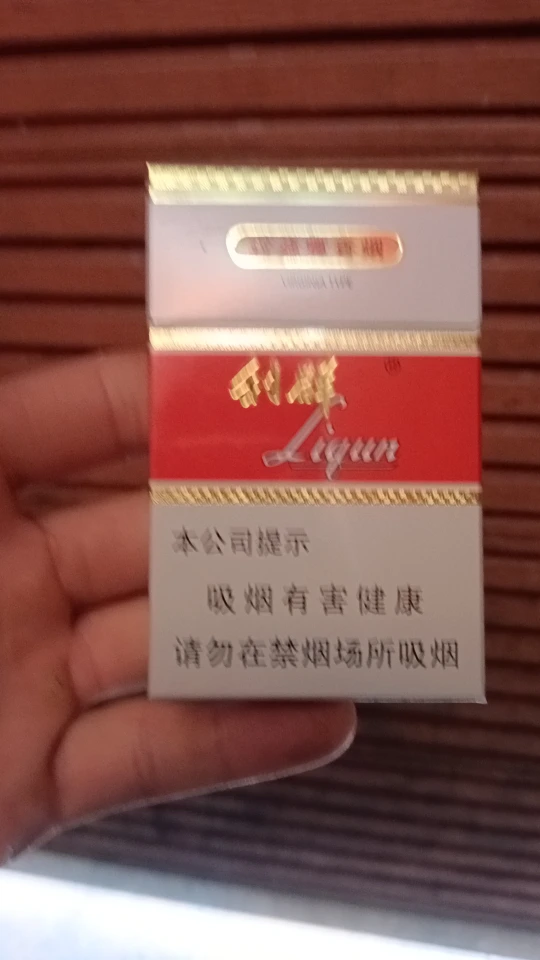 利群
Liqun
本公司提示
吸烟有害健康
请勿在禁烟场所吸烟